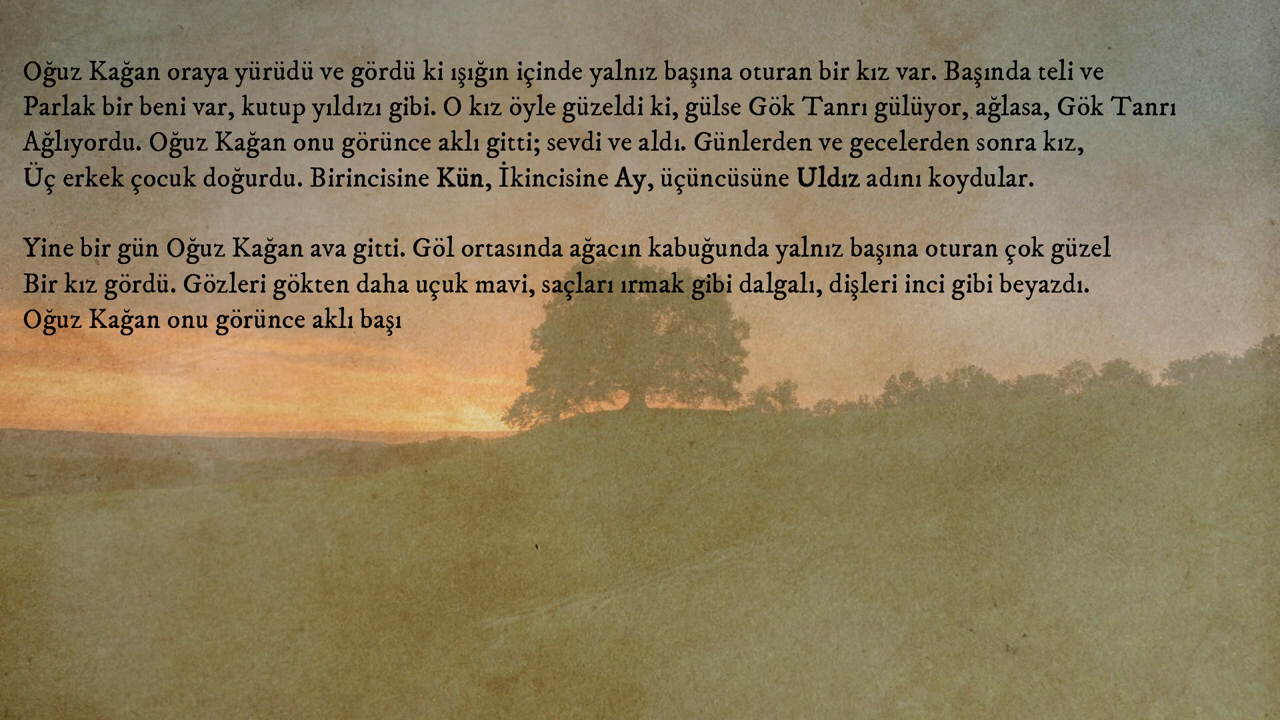 Oğuz Kağan oraya yürüdü ve gördü ki ışığın içinde yalnız başına oturan bir kız var. Başında teli ve
Parlak bir beni var, kutup yıldızı gibi. O kız öyle güzeldi ki, gülse Gök Tanrı gülüyor, ağlasa, Gök Tanrı
Ağlıyordu. Oğuz Kağan onu görünce aklı gitti; sevdi ve aldı. Günlerden ve gecelerden sonra kız,
Üç erkek çocuk doğurdu. Birincisine Kün, İkincisine Ay, üçüncüsüne Uldız adını koydular.
Yine bir gün Oğuz Kağan ava gitti. Göl ortasında ağacın kabuğunda yalnız başına oturan çok güzel
Bir kız gördü. Gözleri gökten daha uçuk mavi, saçları ırmak gibi dalgalı, dişleri inci gibi beyazdı.
Oğuz Kağan onu görünce aklı başı